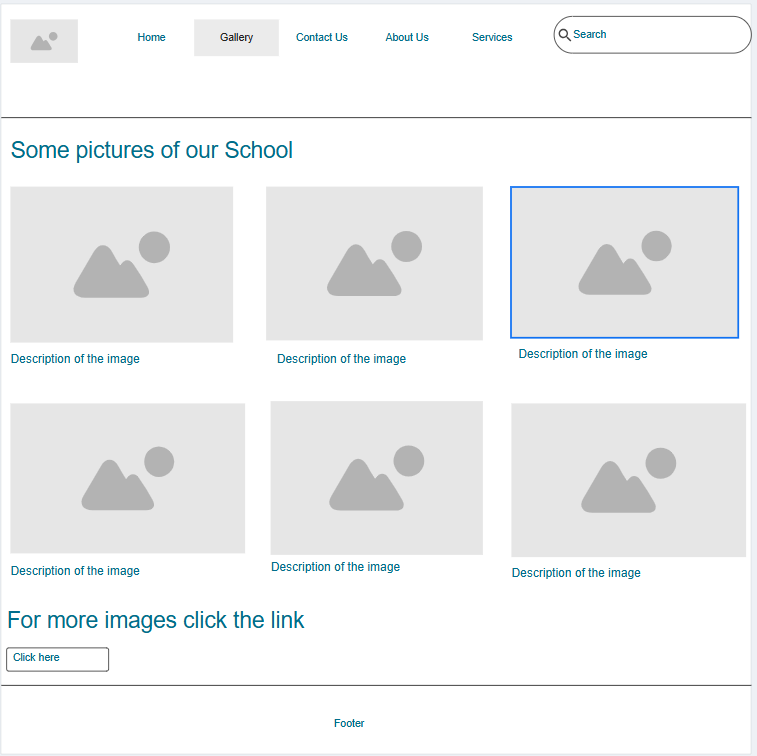 Home Gallery Contact Us About Us Services Search
Some pictures of our School
Description of the image Description of the image Description of the image
Description of the image Description of the image Description of the image
For more images click the link
Click here
Footer